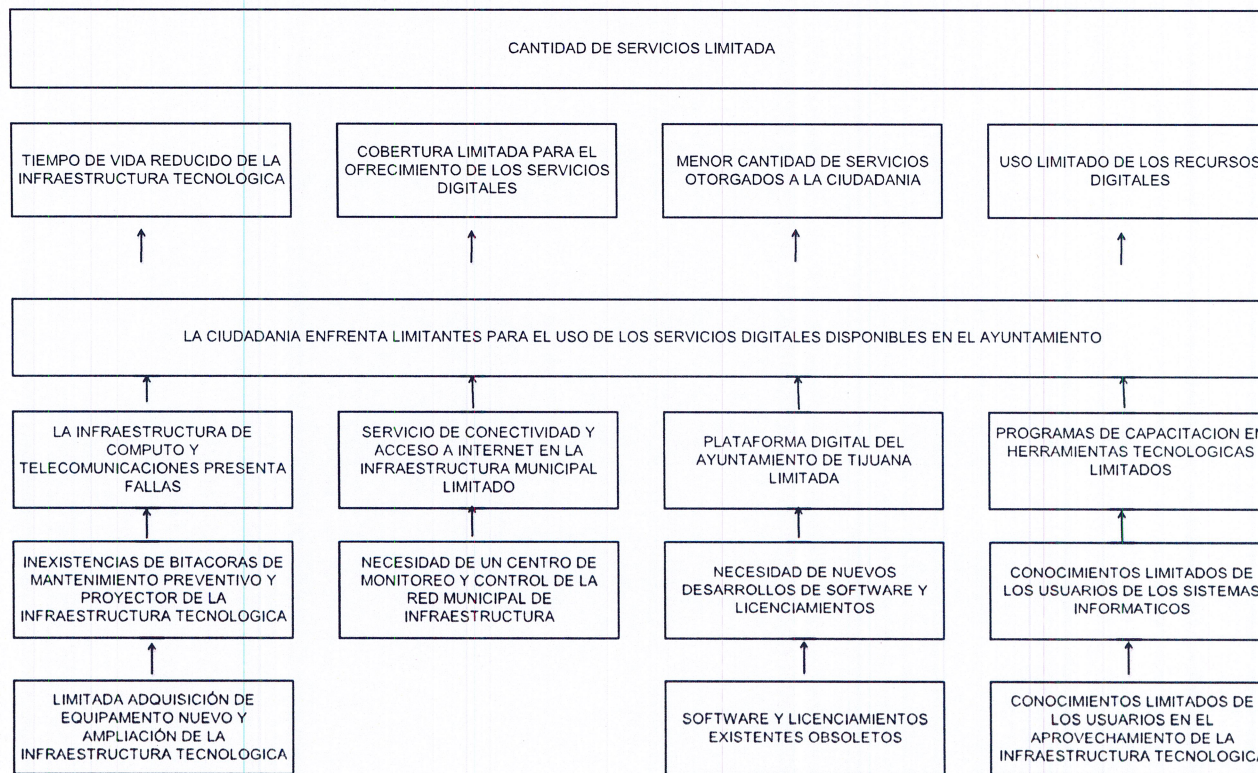 CANTIDAD DE SERVICIOS LIMITADA
TIEMPO DE VIDA REDUCIDO DE LA
INFRAESTRUCTURA TECNOLOGICA
COBERTURA LIMITADA PARA EL
OFRECIMIENTO DE LOS SERVICIOS
DIGITALES
MENOR CANTIDAD DE SERVICIOS
OTORGADOS A LA CIUDADANIA
USO LIMITADO DE LOS RECURSOS
DIGITALES
LA CIUDADANIA ENFRENTA LIMITANTES PARA EL USO DE LOS SERVICIOS DIGITALES DISPONIBLES EN EL AYUNTAMIENTO
LA INFRAESTRUCTURA DE
COMPUTO Y
TELECOMUNICACIONES PRESENTA
FALLAS
SERVICIO DE CONECTIVIDAD Y
ACCESO A INTERNET EN LA
INFRAESTRUCTURA MUNICIPAL
LIMITADO
PLATAFORMA DIGITAL DEL
AYUNTAMIENTO DE TIJUANA
LIMITADA
PROGRAMAS DE CAPACITACION EN
HERRAMIENTAS TECNOLOGICAS
LIMITADOS
INEXISTENCIAS DE BITACORAS DE
MANTENIMIENTO PREVENTIVO Y
PROYECTOR DE LA
INFRAESTRUCTURA TECNOLOGICA
NECESIDAD DE UN CENTRO DE
MONITOREO Y CONTROL DE LA
RED MUNICIPAL DE
INFRAESTRUCTURA
NECESIDAD DE NUEVOS
DESARROLLOS DE SOFTWARE Y
LICENCIAMIENTOS
CONOCIMIENTOS LIMITADOS DE
LOS USUARIOS DE LOS SISTEMAS
INFORMATICOS
LIMITADA ADQUISICIÓN DE
EQUIPAMENTO NUEVO Y
AMPLIACIÓN DE LA
INFRAESTRUCTURA TECNOLOGICA
SOFTWARE Y LICENCIAMIENTOS
EXISTENTES OBSOLETOS
CONOCIMIENTOS LIMITADOS DE
LOS USUARIOS EN EL
APROVECHAMIENTO DE LA
INFRAESTRUCTURA TECNOLOGICA